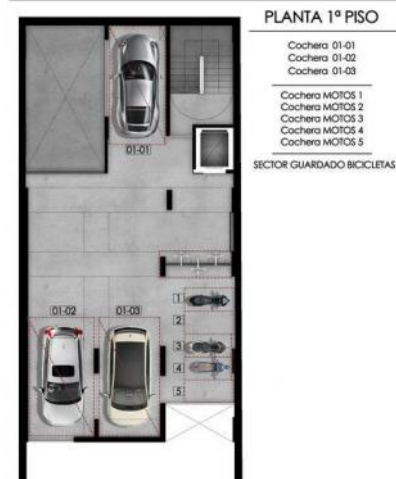 PLANTA 1º PISO
Cochera 01-01
Cochera 01-02
Cochera 01-03
Cochera MOTOS 1
Cochera MOTOS 2
Cochera MOTOS 3
Cochera MOTOS 4
Cochera MOTOS 5
SECTOR GUARDADO BICICLETAS
01-01
01-02
01-03
1
2
3
4
5